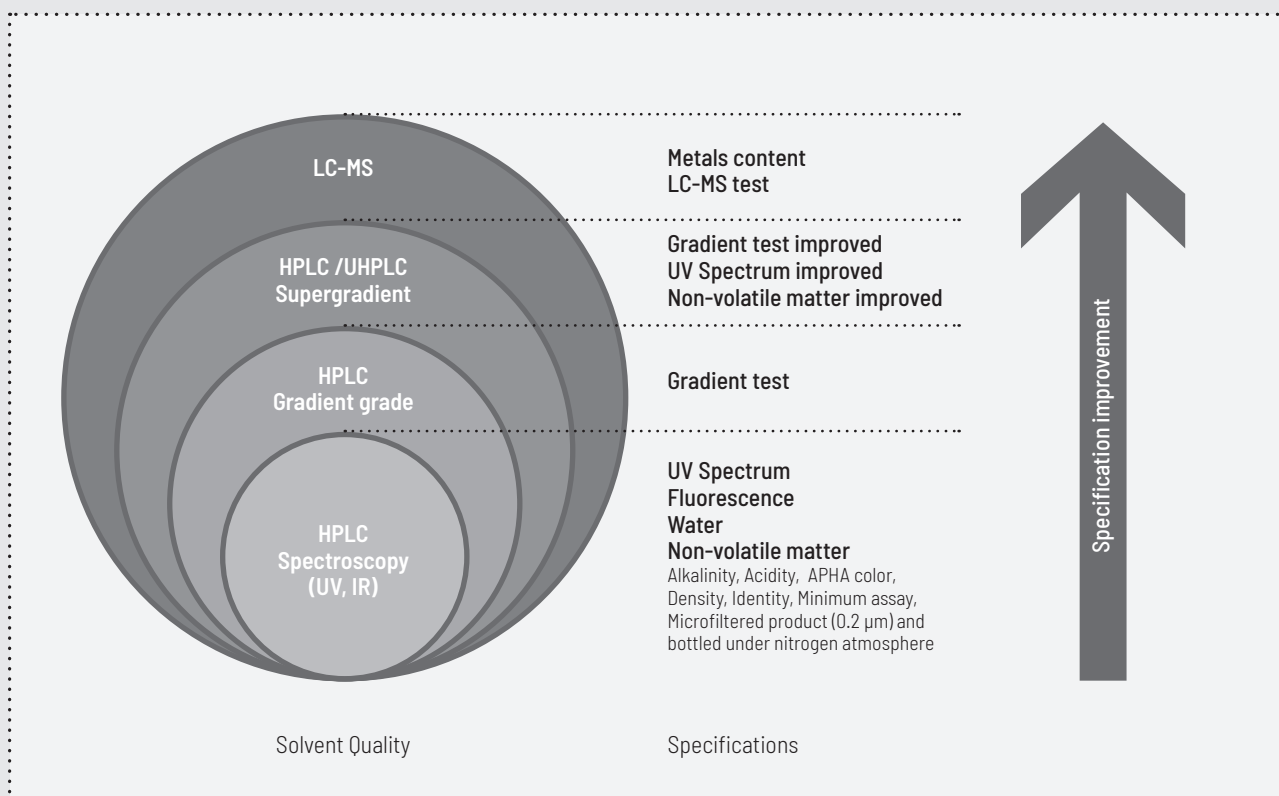 LC-MS
Metals content
LC-MS test
HPLC /UHPLC
Supergradient
Gradient test improved
UV Spectrum improved
Non-volatile matter improved
HPLC
Gradient grade
Gradient test
HPLC
Spectroscopy
(UV, IR)
UV Spectrum
Fluorescence
Water
Non-volatile matter
Alkalinity, Acidity, APHA color,
Density, Identity, Minimum assay,
Microfiltered product (0.2 µm) and
bottled under nitrogen atmosphere
Specification improvement
Solvent Quality
Specifications